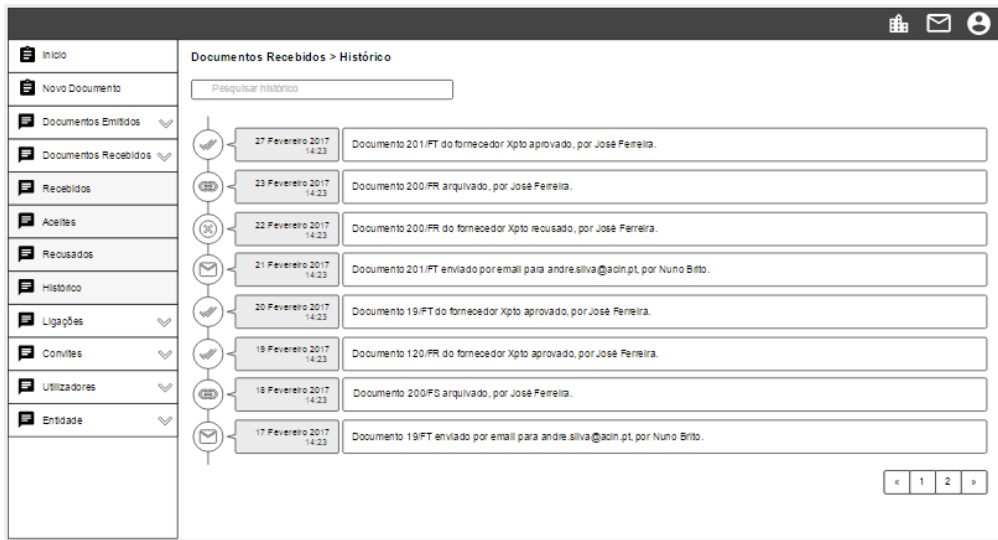 Início
Novo Documento
Documentos Emitidos
Documentos Recebidos
Recebidos
Aceites
Recusados
Histórico
Ligações
Convites
Utilizadores
Entidade
Documentos Recebidos > Histórico
Pesquisar histórico
27 Fevereiro 2017
14:23
Documento 201/FT do fornecedor Xpto aprovado, por José Ferreira.
23 Fevereiro 2017
14:23
Documento 200/FR arquivado, por José Ferreira.
22 Fevereiro 2017
14:23
Documento 200/FR do fornecedor Xpto recusado, por José Ferreira.
21 Fevereiro 2017
14:23
Documento 201/FT enviado por email para andre.silva@acin.pt, por Nuno Brito.
20 Fevereiro 2017
14:23
Documento 19/FT do fornecedor Xpto aprovado, por José Ferreira.
19 Fevereiro 2017
14:23
Documento 120/FR do fornecedor Xpto aprovado, por José Ferreira.
18 Fevereiro 2017
14:23
Documento 200/FS arquivado, por José Ferreira.
17 Fevereiro 2017
14:23
Documento 19/FT enviado por email para andre.silva@acin.pt, por Nuno Brito.
« 1 2 »